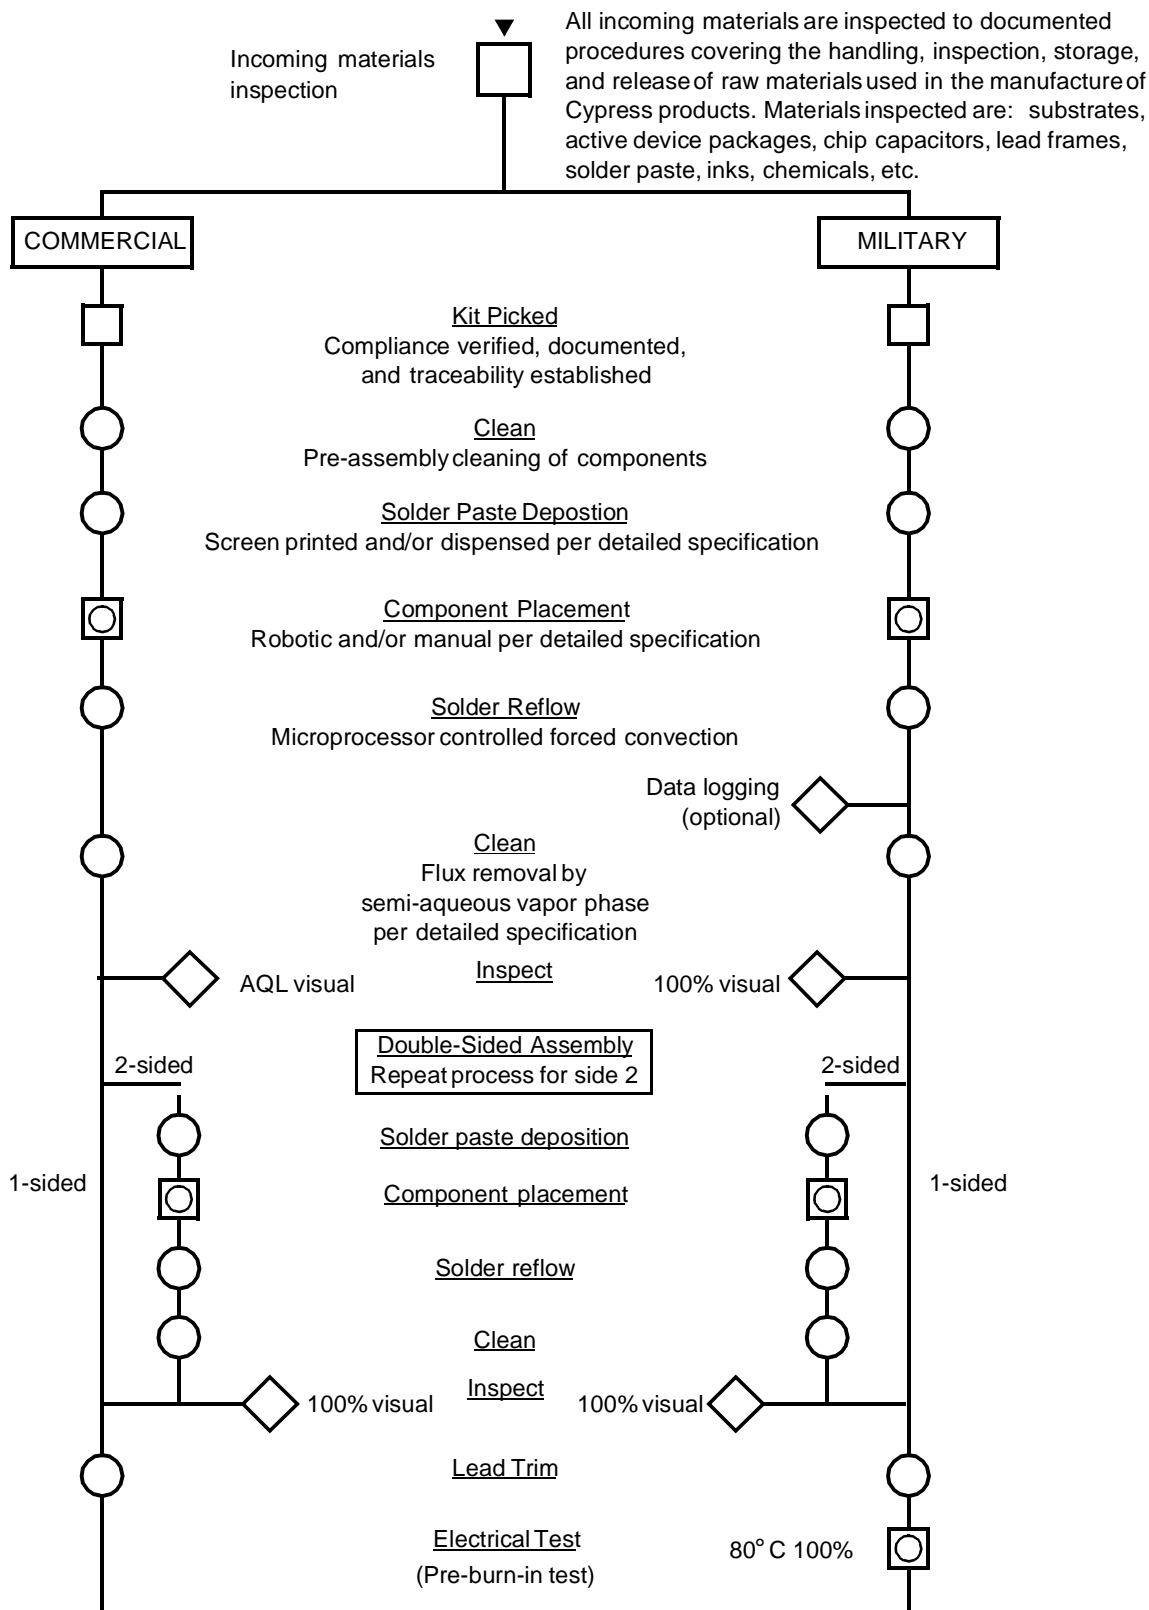 Incoming materials
inspection
All incoming materials are inspected to documented
procedures covering the handling, inspection, storage,
and release of raw materials used in the manufacture of
Cypress products. Materials inspected are: substrates,
active device packages, chip capacitors, lead frames,
solder paste, inks, chemicals, etc.
COMMERCIAL
MILITARY
Kit Picked
Compliance verified, documented,
and traceability established
Clean
Pre-assembly cleaning of components
Solder Paste Depostion
Screen printed and/or dispensed per detailed specification
Component Placement
Robotic and/or manual per detailed specification
Solder Reflow
Microprocessor controlled forced convection
Data logging
(optional)
Clean
Flux removal by
semi-aqueous vapor phase
per detailed specification
AQL visual
Inspect
100% visual
Double-Sided Assembly
Repeat process for side 2
2-sided
2-sided
Solder paste deposition
1-sided
Component placement
1-sided
Solder reflow
Clean
100% visual
Inspect
100% visual
Lead Trim
Electrical Test
(Pre-burn-in test)
80° C 100%